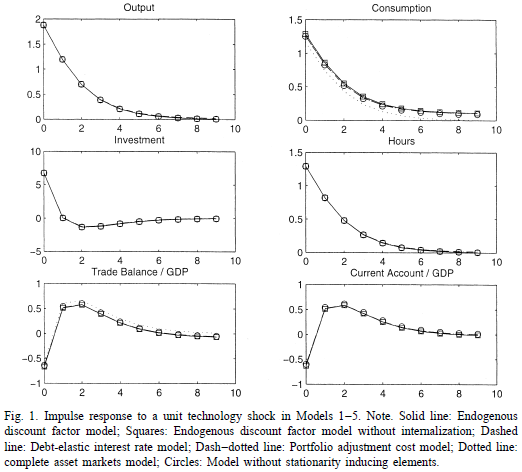 Output
2
1.5
1
0.5
0
0 2 4 6 8 10
Consumption
1.5
1
0.5
0
0 2 4 6 8 10
Investment
10
5
0
−5
0 2 4 6 8 10
Hours
1.5
1
0.5
0
0 2 4 6 8 10
Trade Balance / GDP
1
0.5
0
−0.5
−1
0 2 4 6 8 10
Current Account / GDP
1
0.5
0
−0.5
−1
0 2 4 6 8 10
Fig. 1. Impulse response to a unit technology shock in Models 1–5. Note. Solid line: Endogenous
discount factor model; Squares: Endogenous discount factor model without internalization; Dashed
line: Debt-elastic interest rate model; Dash–dotted line: Portfolio adjustment cost model; Dotted line:
complete asset markets model; Circles: Model without stationarity inducing elements.